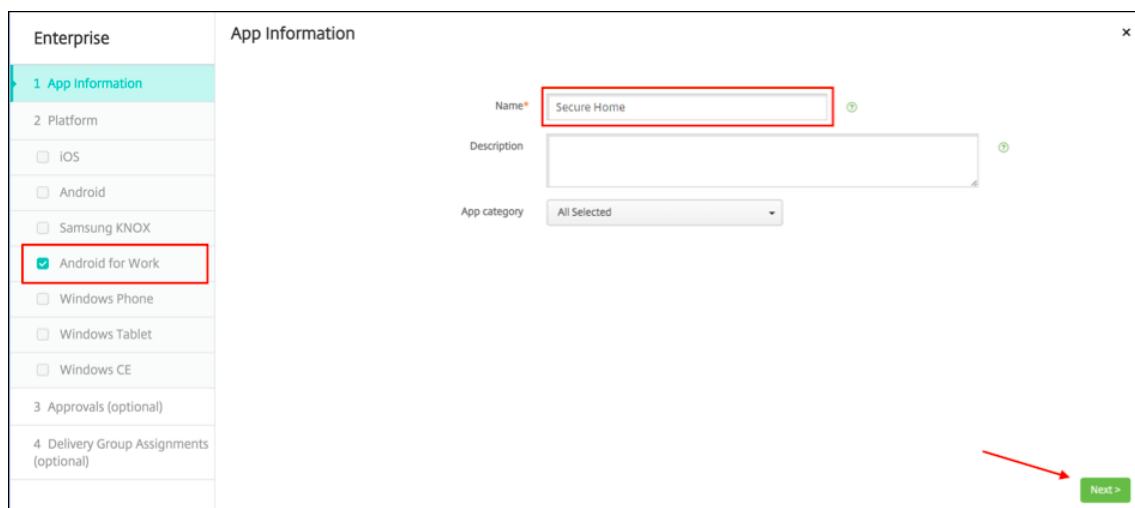 Enterprise
App Information
×
1 App Information
2 Platform
iOS
Android
Samsung KNOX
Android for Work
Windows Phone
Windows Tablet
Windows CE
3 Approvals (optional)
4 Delivery Group Assignments
(optional)
Name*
Secure Home
?
Description
?
App category
All Selected
Next >